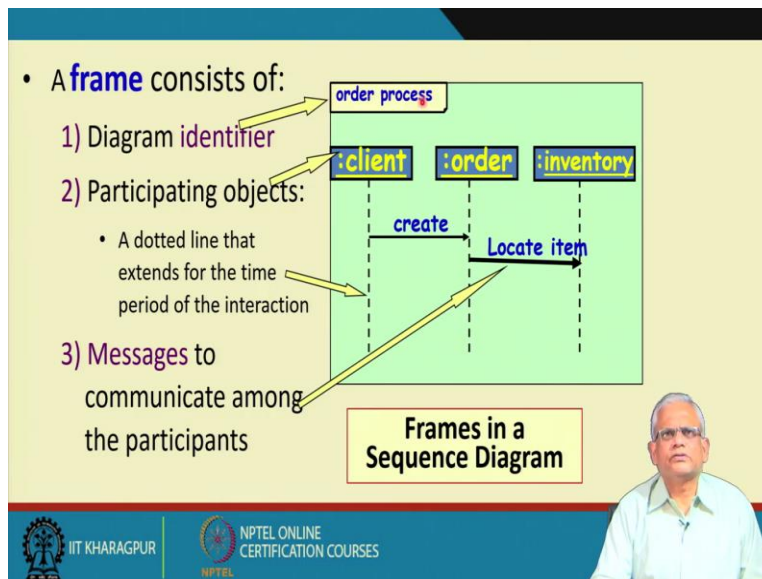 • A frame consists of:
1) Diagram identifier
2) Participating objects:
• A dotted line that
extends for the time
period of the interaction
3) Messages to
communicate among
the participants
order process
:client
:order
:inventory
create
Locate item
Frames in a
Sequence Diagram
IIT KHARAGPUR
NPTEL
NPTEL ONLINE
CERTIFICATION COURSES